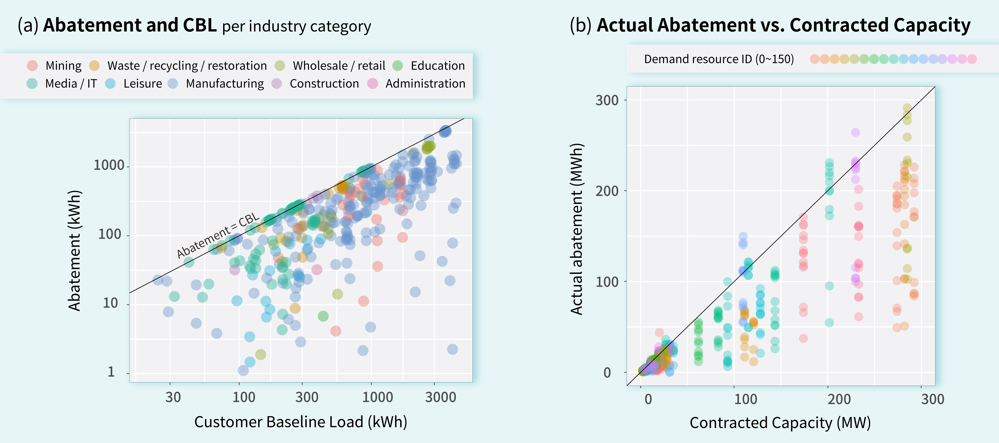 (a) Abatement and CBL per industry category
Mining Waste / recycling / restoration Wholesale / retail Education
Media / IT Leisure Manufacturing Construction Administration
Abatement (kWh)
1000
100
10
1
Abatement = CBL
30 100 300 1000 3000
Customer Baseline Load (kWh)
(b) Actual Abatement vs. Contracted Capacity
Demand resource ID (0~150)
Actual abatement (MWh)
300
200
100
0
0 100 200 300
Contracted Capacity (MW)